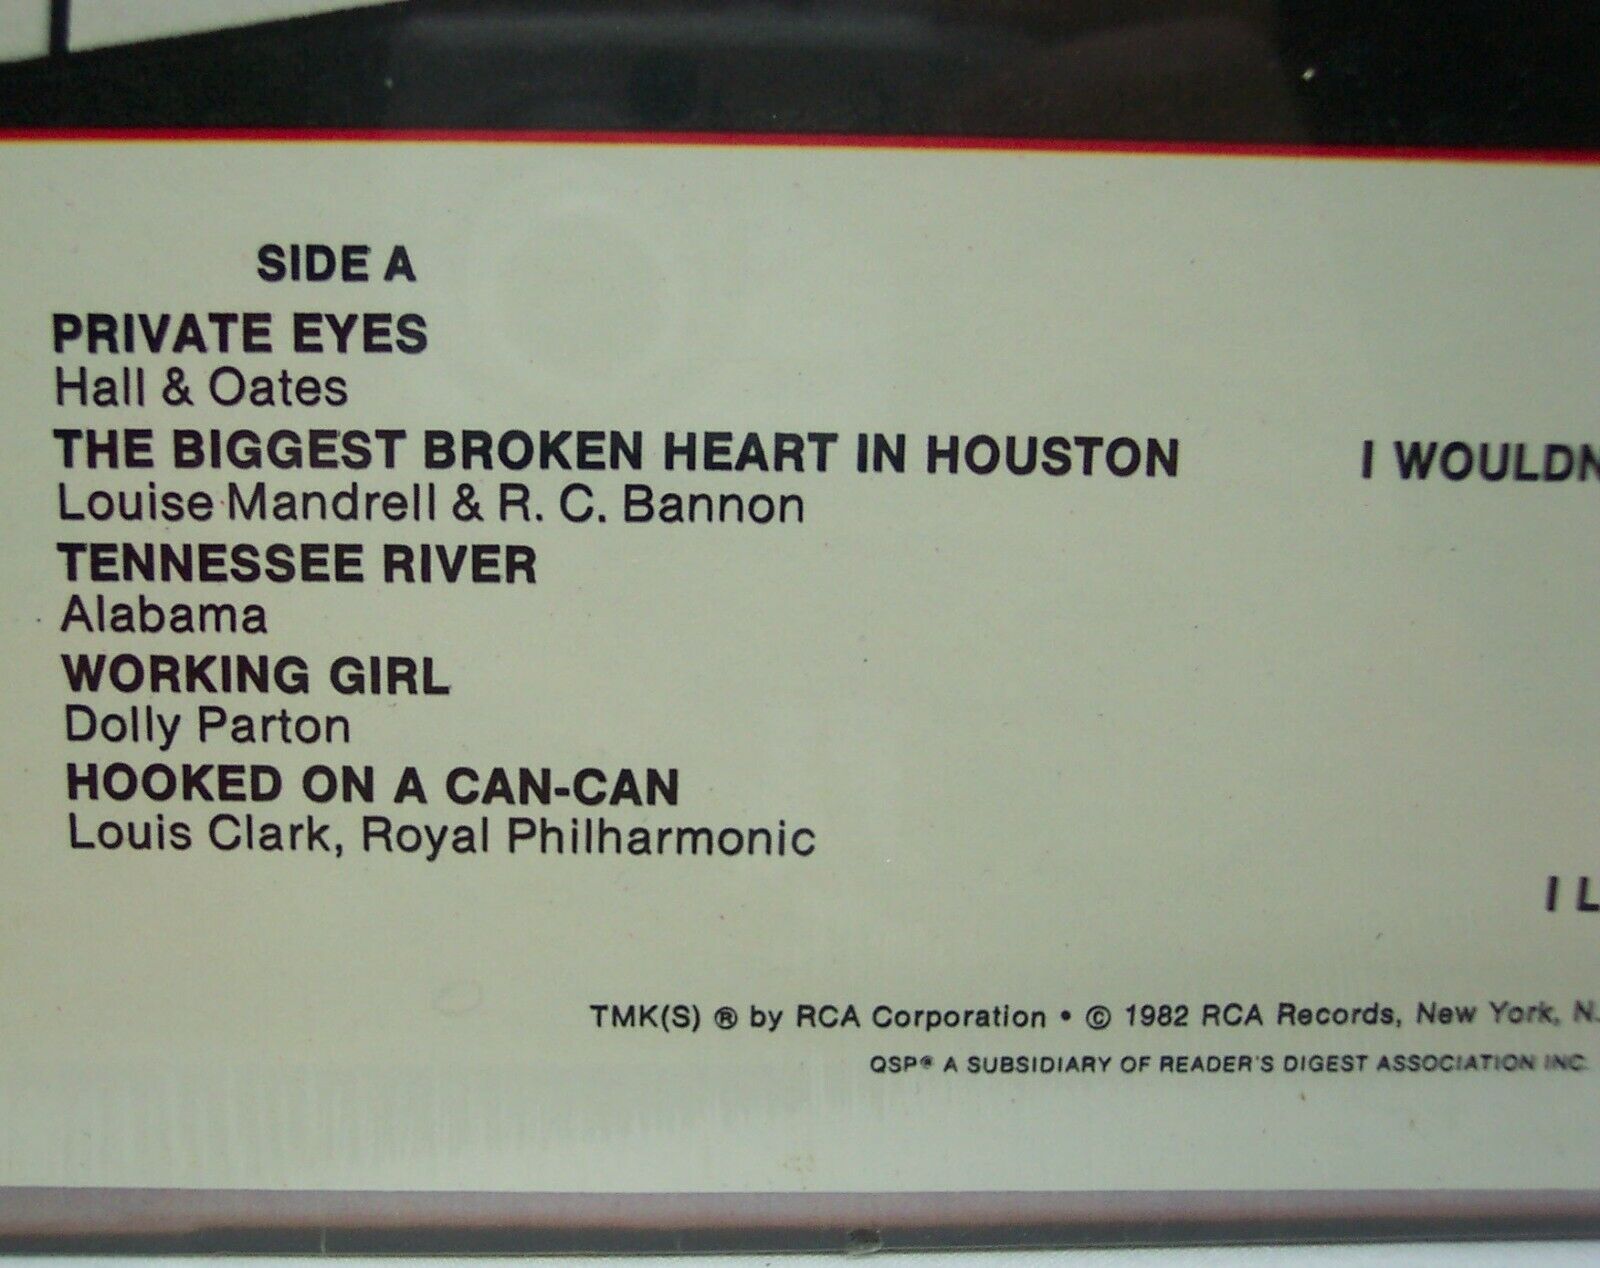 SIDE A
PRIVATE EYES
Hall & Oates
THE BIGGEST BROKEN HEART IN HOUSTON
Louise Mandrell & R. C. Bannon
TENNESSEE RIVER
Alabama
WORKING GIRL
Dolly Parton
HOOKED ON A CAN-CAN
Louis Clark, Royal Philharmonic
I WOULDN
I L
TMK(S) ® by RCA Corporation • © 1982 RCA Records, New York, N.
QSP® A SUBSIDIARY OF READER'S DIGEST ASSOCIATION INC.